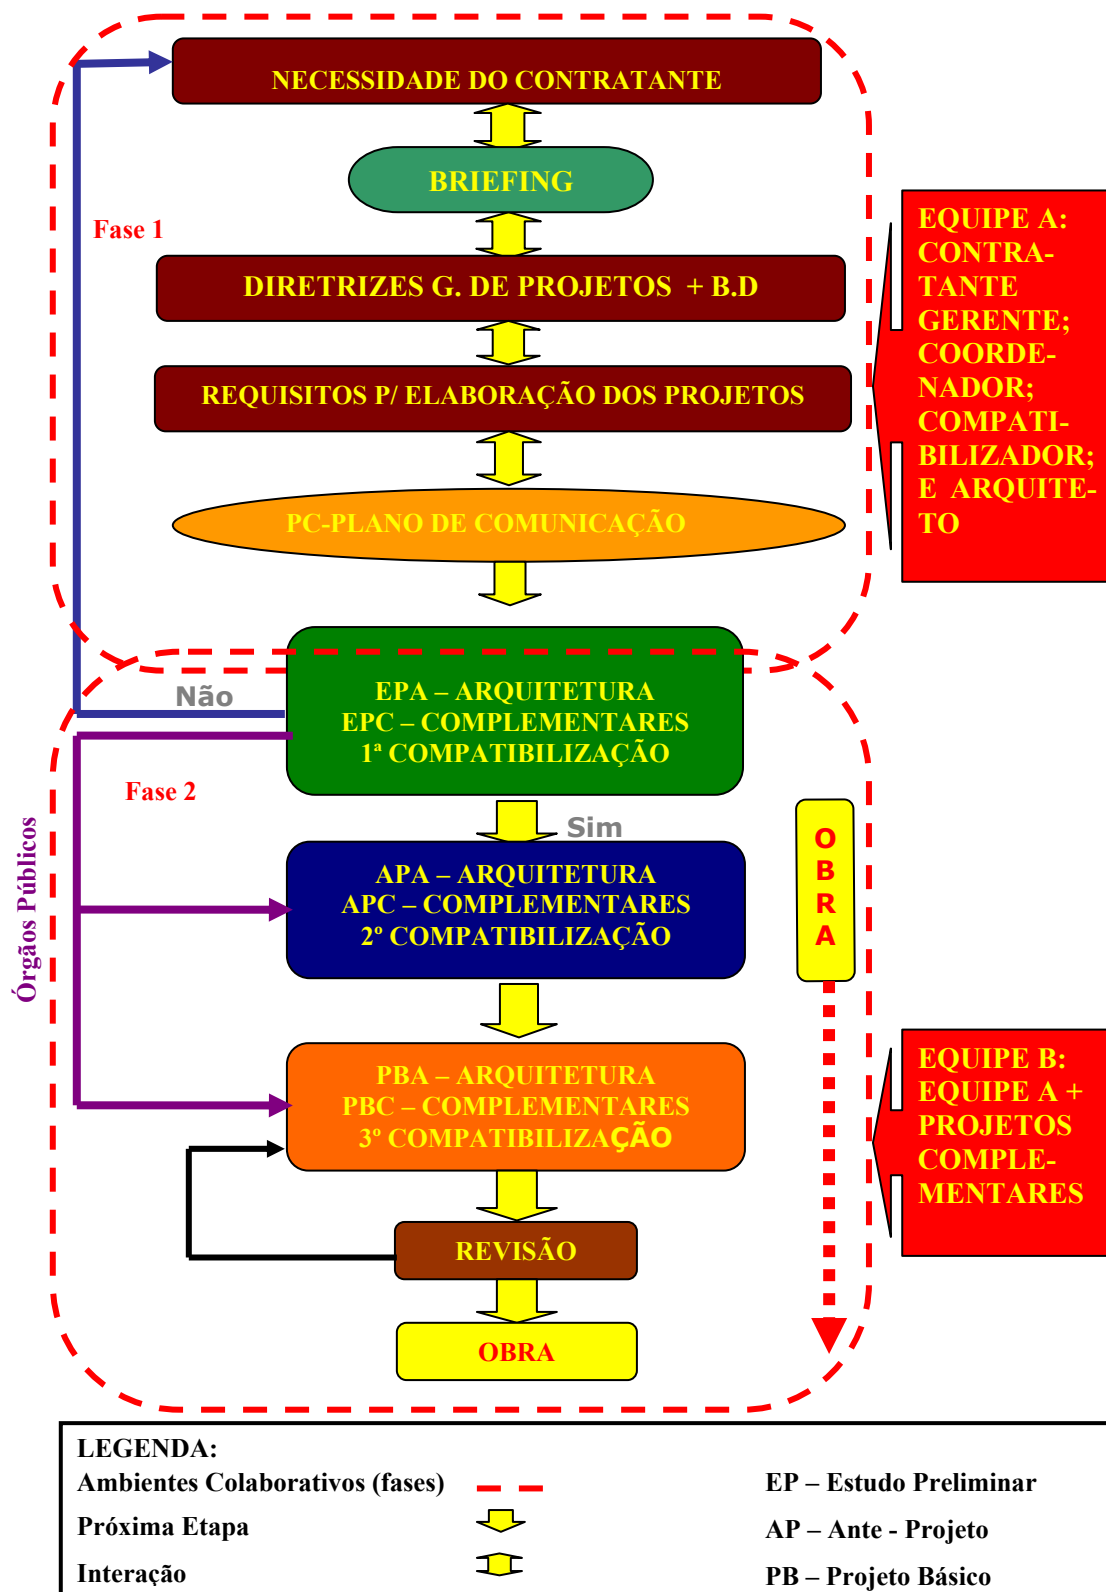 NECESSIDADE DO CONTRATANTE
BRIEFING
Fase 1
DIRETRIZES G. DE PROJETOS + B.D
REQUISITOS P/ ELABORAÇÃO DOS PROJETOS
PC-PLANO DE COMUNICAÇÃO
EQUIPE A:
CONTRA-
TANTE
GERENTE;
COORDE-
NADOR;
COMPATI-
BILIZADOR;
E ARQUITE-
TO
Não
EPA – ARQUITETURA
EPC – COMPLEMENTARES
1ª COMPATIBILIZAÇÃO
Fase 2
Sim
Órgãos Públicos
APA – ARQUITETURA
APC – COMPLEMENTARES
2º COMPATIBILIZAÇÃO
O
B
R
A
PBA – ARQUITETURA
PBC – COMPLEMENTARES
3º COMPATIBILIZAÇÃO
EQUIPE B:
EQUIPE A +
PROJETOS
COMPLE-
MENTARES
REVISÃO
OBRA
LEGENDA:
Ambientes Colaborativos (fases)
EP – Estudo Preliminar
Próxima Etapa
AP – Ante - Projeto
Interação
PB – Projeto Básico